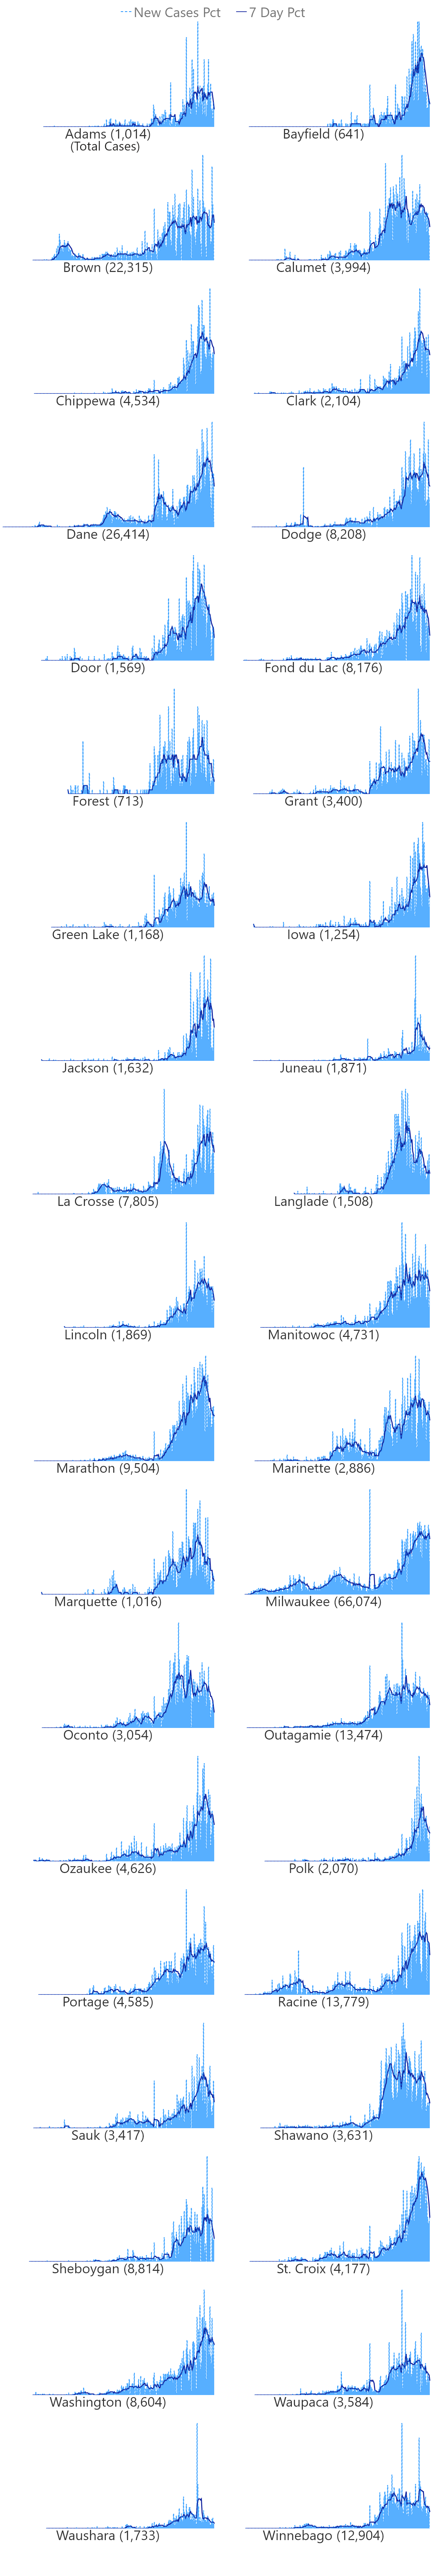 New Cases Pct 7 Day Pct
Adams (1,014)
(Total Cases)
Bayfield (641)
Brown (22,315)
Calumet (3,994)
Chippewa (4,534)
Clark (2,104)
Dane (26,414)
Dodge (8,208)
Door (1,569)
Fond du Lac (8,176)
Forest (713)
Grant (3,400)
Green Lake (1,168)
Iowa (1,254)
Jackson (1,632)
Juneau (1,871)
La Crosse (7,805)
Langlade (1,508)
Lincoln (1,869)
Manitowoc (4,731)
Marathon (9,504)
Marinette (2,886)
Marquette (1,016)
Milwaukee (66,074)
Oconto (3,054)
Outagamie (13,474)
Ozaukee (4,626)
Polk (2,070)
Portage (4,585)
Racine (13,779)
Sauk (3,417)
Shawano (3,631)
Sheboygan (8,814)
St. Croix (4,177)
Washington (8,604)
Waupaca (3,584)
Waushara (1,733)
Winnebago (12,904)